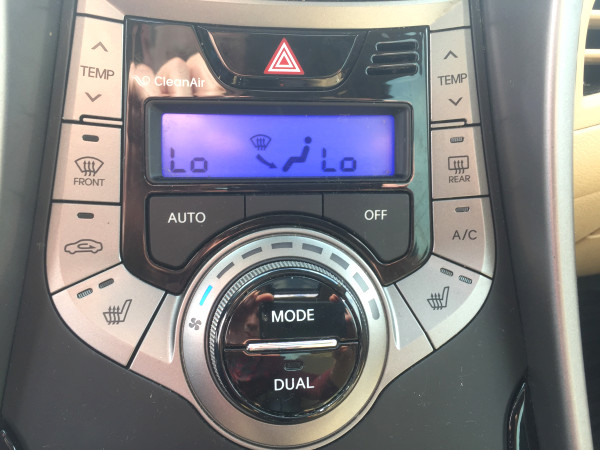 TEMP
TEMP
CleanAir
FRONT
REAR
Lo
Lo
AUTO
OFF
A/C
MODE
DUAL